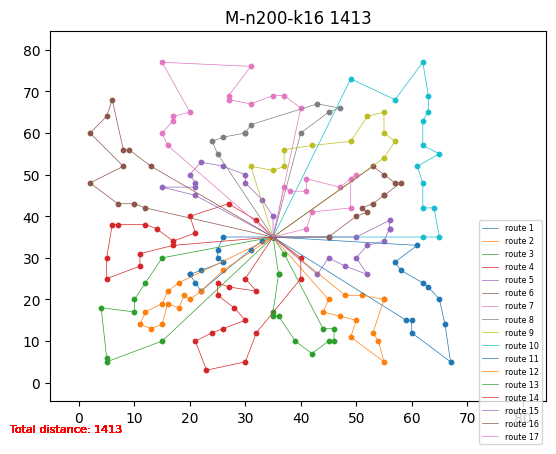 M-n200-k16 1413
80
70
60
50
40
30
20
10
0
route 1
route 2
route 3
route 4
route 5
route 6
route 7
route 8
route 9
route 10
route 11
route 12
route 13
route 14
route 15
route 16
route 17
0 10 20 30 40 50 60 70 80
Total distance: 1413